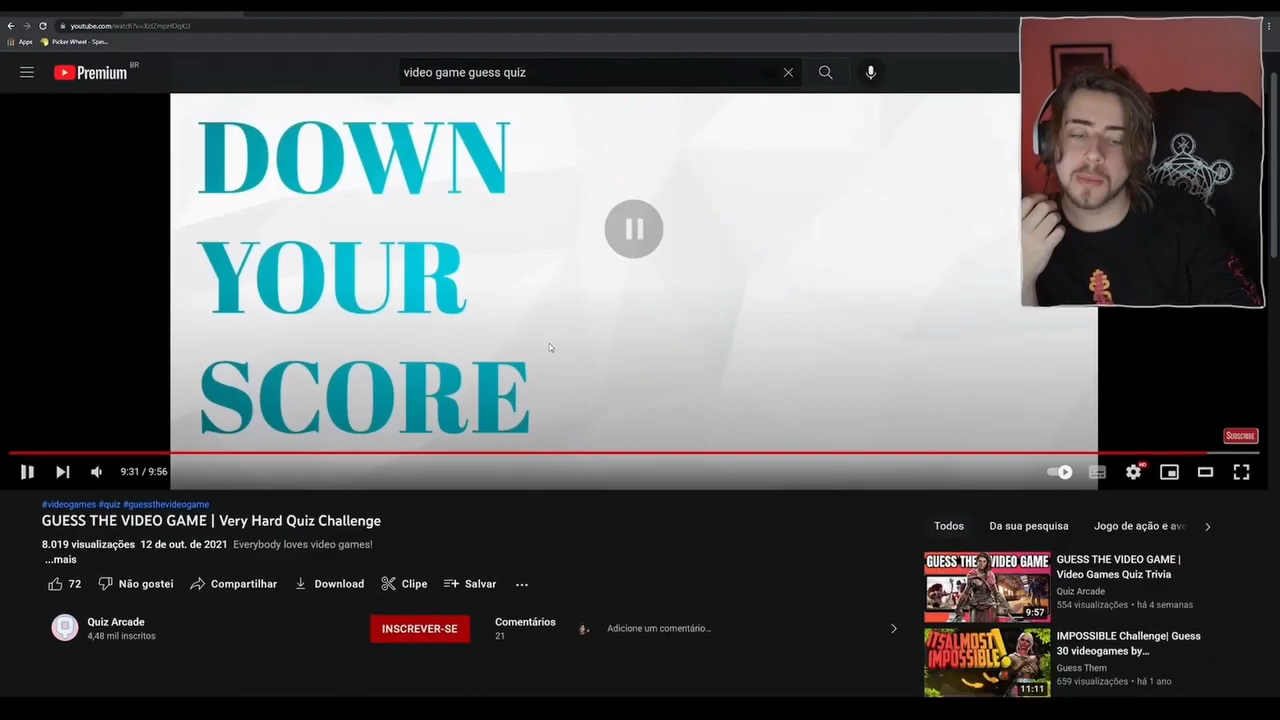 youtube.com/watch?v=XcJZmpHOqKU
Apps
Picker Wheel - Spin...
Premium BR
video game guess quiz
DOWN
YOUR
SCORE
SUBSCRIBE
9:31 / 9:56
HD
#videogames #quiz #guessthevideogame
GUESS THE VIDEO GAME | Very Hard Quiz Challenge
8.019 visualizações 12 de out. de 2021 Everybody loves video games!
...mais
72 Não gostei Compartilhar Download Clipe Salvar ...
Quiz Arcade
4,48 mil inscritos
INSCREVER-SE
Comentários
21
Adicione um comentário...
Todos Da sua pesquisa Jogo de ação e ave
GUESS THE VIDEO GAME
9:57
GUESS THE VIDEO GAME |
Video Games Quiz Trivia
Quiz Arcade
554 visualizações • há 4 semanas
ITS ALMOST
IMPOSSIBLE!
11:11
IMPOSSIBLE Challenge| Guess
30 videogames by...
Guess Them
659 visualizações • há 1 ano